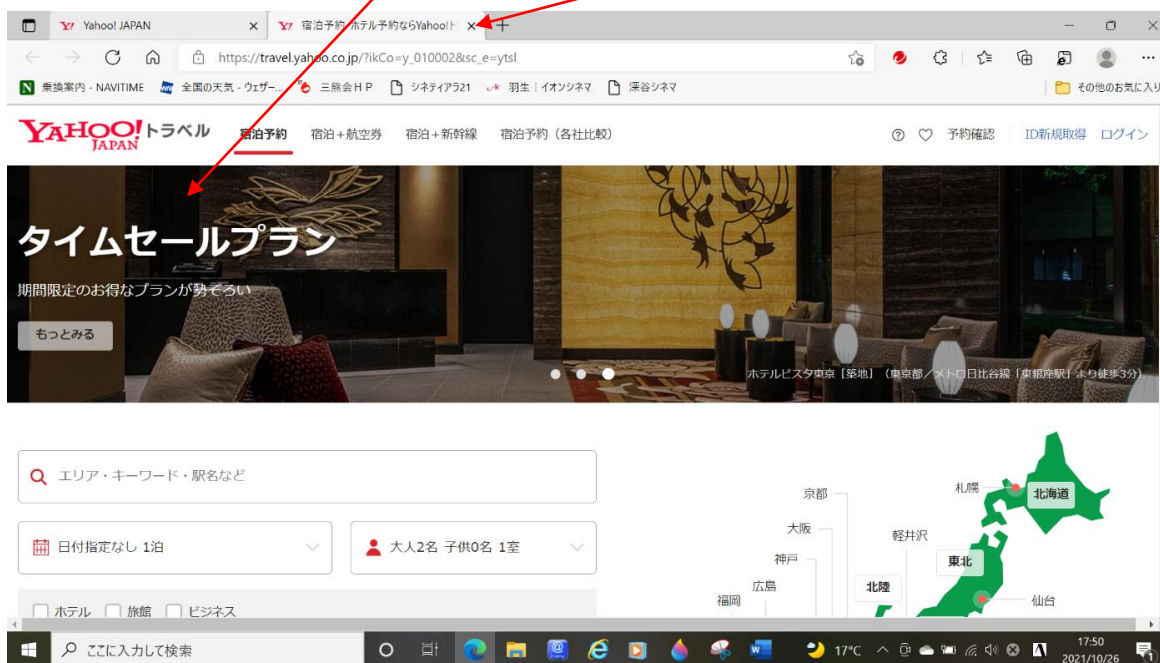 Yahoo! JAPAN
宿泊予約/ホテル予約ならYahoo!ト
https://travel.yahoo.co.jp/?ikCo=y_010002&sc_e=ytsl
乗換案内 - NAVITIME 全国の天気 - ウェザー... 三熊会HP シネティアラ21 羽生 | イオンシネマ 深谷シネマ その他のお気に入り
YAHOO! JAPAN トラベル 宿泊予約 宿泊+航空券 宿泊+新幹線 宿泊予約(各社比較) 予約確認 ID新規取得 ログイン
タイムセールプラン
期間限定のお得なプランが勢ぞろい
もっとみる
ホテルビスタ東京[築地](東京都/メトロ日比谷線「東銀座駅」より徒歩3分)
エリア・キーワード・駅名など
日付指定なし 1泊 大人2名 子供0名 1室
ホテル 旅館 ビジネス
京都
大阪
神戸
広島
福岡
札幌
北海道
軽井沢
東北
北陸
仙台
ここに入力して検索
17°C
A
17:50
2021/10/26
1